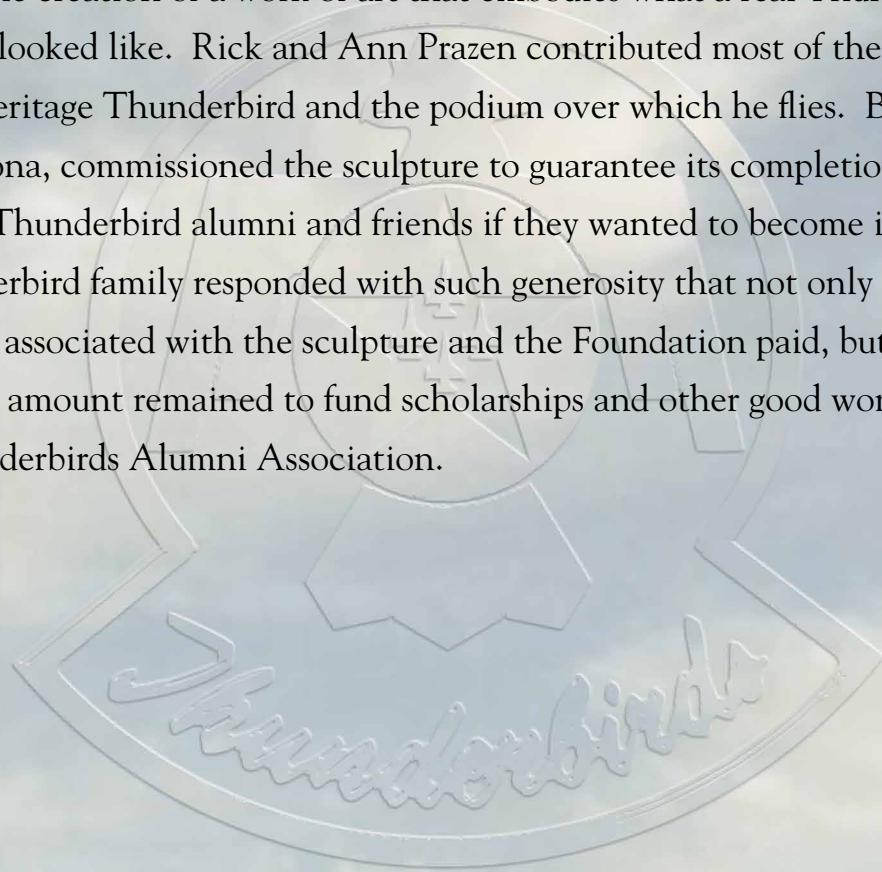 looked like. Rick and Ann Prazen contributed most of the
eritage Thunderbird and the podium over which he flies. B
ona, commissioned the sculpture to guarantee its completio
Thunderbird alumni and friends if they wanted to become i
erbird family responded with such generosity that not only
associated with the sculpture and the Foundation paid, but
amount remained to fund scholarships and other good wor
derbirds Alumni Association.
Thunderbirds